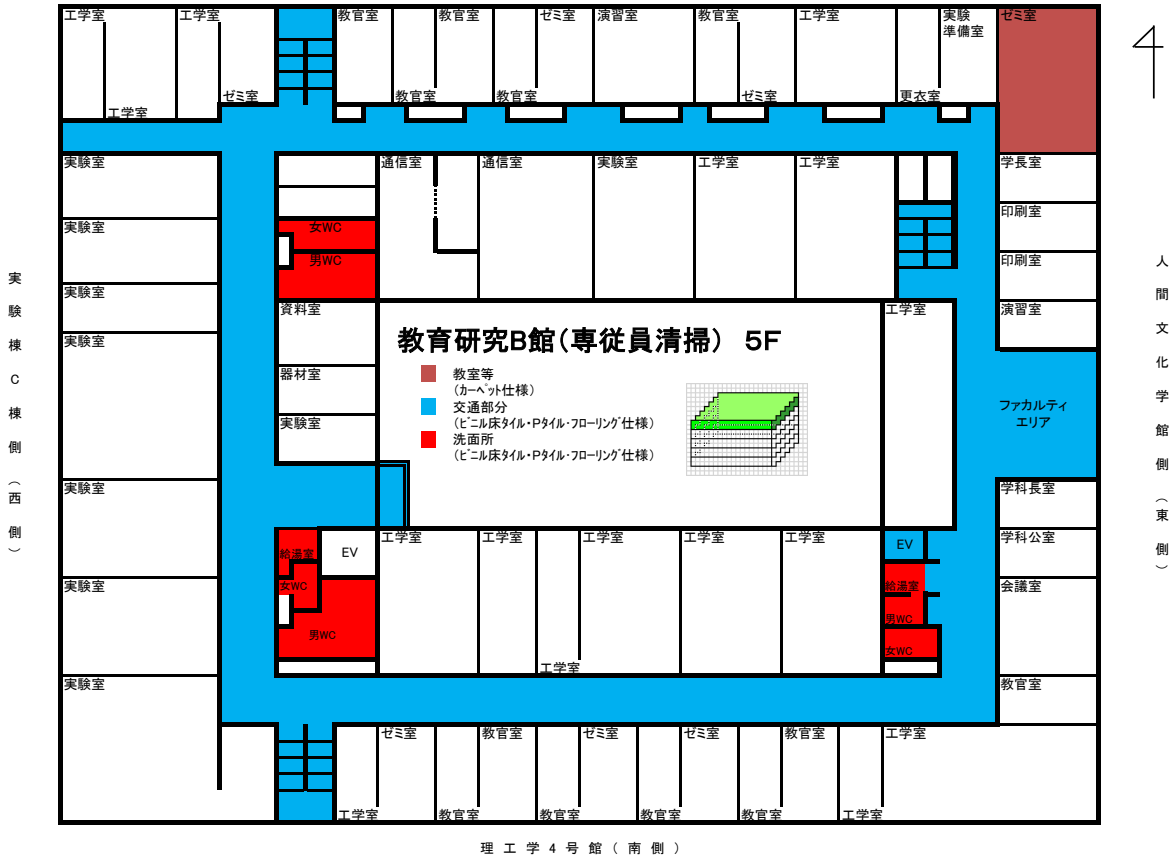 工学室
工学室
教官室
教官室
ゼミ室
演習室
教官室
工学室
実験
準備室
ゼミ室
工学室
ゼミ室
教官室
教官室
ゼミ室
更衣室
実験室
通信室
通信室
実験室
工学室
工学室
学長室
印刷室
実験室
女WC
男WC
印刷室
実験室
資料室
工学室
演習室
実験室
教育研究B館(専従員清掃) 5F
器材室
教室等
(カーペット仕様)
交通部分
(ビニル床タイル・Pタイル・フローリング仕様)
洗面所
(ビニル床タイル・Pタイル・フローリング仕様)
実験室
ファカルティ
エリア
実験室
学科長室
工学室
工学室
工学室
工学室
工学室
学科公室
給湯室
EV
EV
実験室
女WC
給湯室
会議室
男WC
男WC
女WC
工学室
実験室
教官室
ゼミ室
教官室
ゼミ室
ゼミ室
教官室
工学室
工学室
教官室
教官室
教官室
教官室
工学室
実験棟C棟側(西側)
人間文化学館側(東側)
理工学4号館(南側)